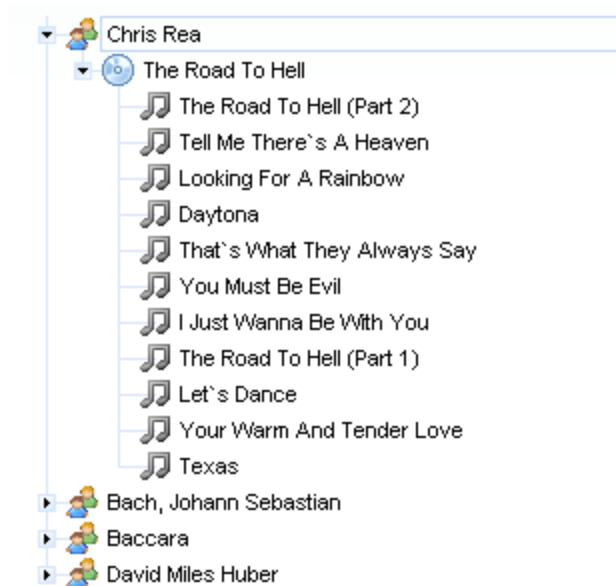 Chris Rea
The Road To Hell
The Road To Hell (Part 2)
Tell Me There`s A Heaven
Looking For A Rainbow
Daytona
That`s What They Always Say
You Must Be Evil
I Just Wanna Be With You
The Road To Hell (Part 1)
Let`s Dance
Your Warm And Tender Love
Texas
Bach, Johann Sebastian
Baccara
David Miles Huber